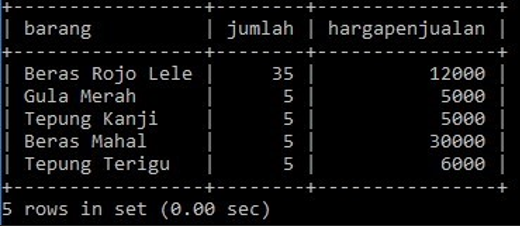 +------------------+--------+----------------+
| barang           | jumlah | hargapenjualan |
+------------------+--------+----------------+
| Beras Rojo Lele  |     35 |          12000 |
| Gula Merah       |      5 |           5000 |
| Tepung Kanji     |      5 |           5000 |
| Beras Mahal      |      5 |          30000 |
| Tepung Terigu    |      5 |           6000 |
+------------------+--------+----------------+
5 rows in set (0.00 sec)